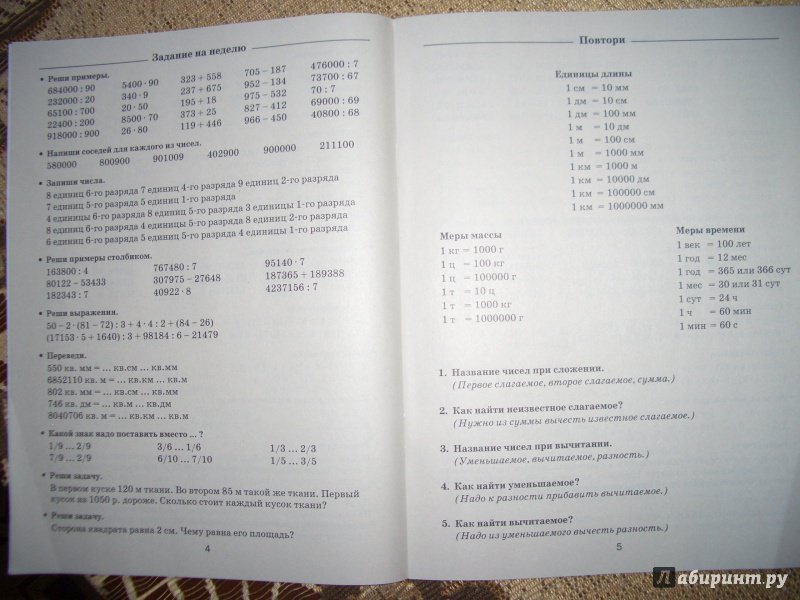 Задание на неделю
• Реши примеры.
684000 : 90 5400 · 90 323 + 558 705 – 187 476000 : 7
232000 : 20 340 · 9 237 + 675 952 – 134 73700 : 67
65100 : 700 20 · 50 195 + 18 975 – 532 70 : 7
22400 : 200 8500 · 70 373 + 25 827 – 412 69000 : 69
918000 : 900 26 · 80 119 + 446 966 – 450 40800 : 68
• Напиши соседей для каждого из чисел.
580000 800900 901009 402900 900000 211100
• Запиши числа.
8 единиц 6-го разряда 7 единиц 4-го разряда 9 единиц 2-го разряда
7 единиц 5-го разряда 5 единиц 1-го разряда
4 единицы 6-го разряда 8 единиц 5-го разряда 3 единицы 1-го разряда
8 единиц 6-го разряда 4 единицы 5-го разряда 8 единиц 2-го разряда
6 единиц 6-го разряда 5 единиц 5-го разряда 4 единицы 1-го разряда
• Реши примеры столбиком.
163800 : 4 767480 : 7 95140 · 7
80122 – 53433 307975 – 27648 187365 + 189388
182343 : 7 40922 · 8 4237156 : 7
• Реши выражения.
50 – 2 · (81 – 72) : 3 + 4 · 4 : 2 + (84 – 26)
(17153 · 5 + 1640) : 3 + 98184 : 6 – 21479
• Переведи.
550 кв. мм = ... кв.см ... кв.мм
6852110 кв. м = ... кв.км ... кв.м
802 кв. мм = ... кв.см ... кв.мм
746 кв. дм = ... кв.м ... кв.дм
8040706 кв. м = ... кв.км ... кв.м
• Какой знак надо поставить вместо ... ?
1/9 ... 2/9 3/6 ... 1/6 1/3 ... 2/3
7/9 ... 2/9 6/10 ... 7/10 1/5 ... 3/5
• Реши задачу.
В первом куске 120 м ткани. Во втором 85 м такой же ткани. Первый
кусок на 1050 р. дороже. Сколько стоит каждый кусок ткани?
• Реши задачу.
Сторона квадрата равна 2 см. Чему равна его площадь?
4
Повтори
Единицы длины
1 см = 10 мм
1 дм = 10 см
1 дм = 100 мм
1 м = 10 дм
1 м = 100 см
1 м = 1000 мм
1 км = 1000 м
1 км = 10000 дм
1 км = 100000 см
1 км = 1000000 мм
Меры массы
1 кг = 1000 г
1 ц = 100 кг
1 ц = 100000 г
1 т = 10 ц
1 т = 1000 кг
1 т = 1000000 г
Меры времени
1 век = 100 лет
1 год = 12 мес
1 год = 365 или 366 сут
1 мес = 30 или 31 сут
1 сут = 24 ч
1 ч = 60 мин
1 мин = 60 с
1. Название чисел при сложении.
(Первое слагаемое, второе слагаемое, сумма.)
2. Как найти неизвестное слагаемое?
(Нужно из суммы вычесть известное слагаемое.)
3. Название чисел при вычитании.
(Уменьшаемое, вычитаемое, разность.)
4. Как найти уменьшаемое?
(Надо к разности прибавить вычитаемое.)
5. Как найти вычитаемое?
(Надо из уменьшаемого вычесть разность.)
5
Лабиринт.ру